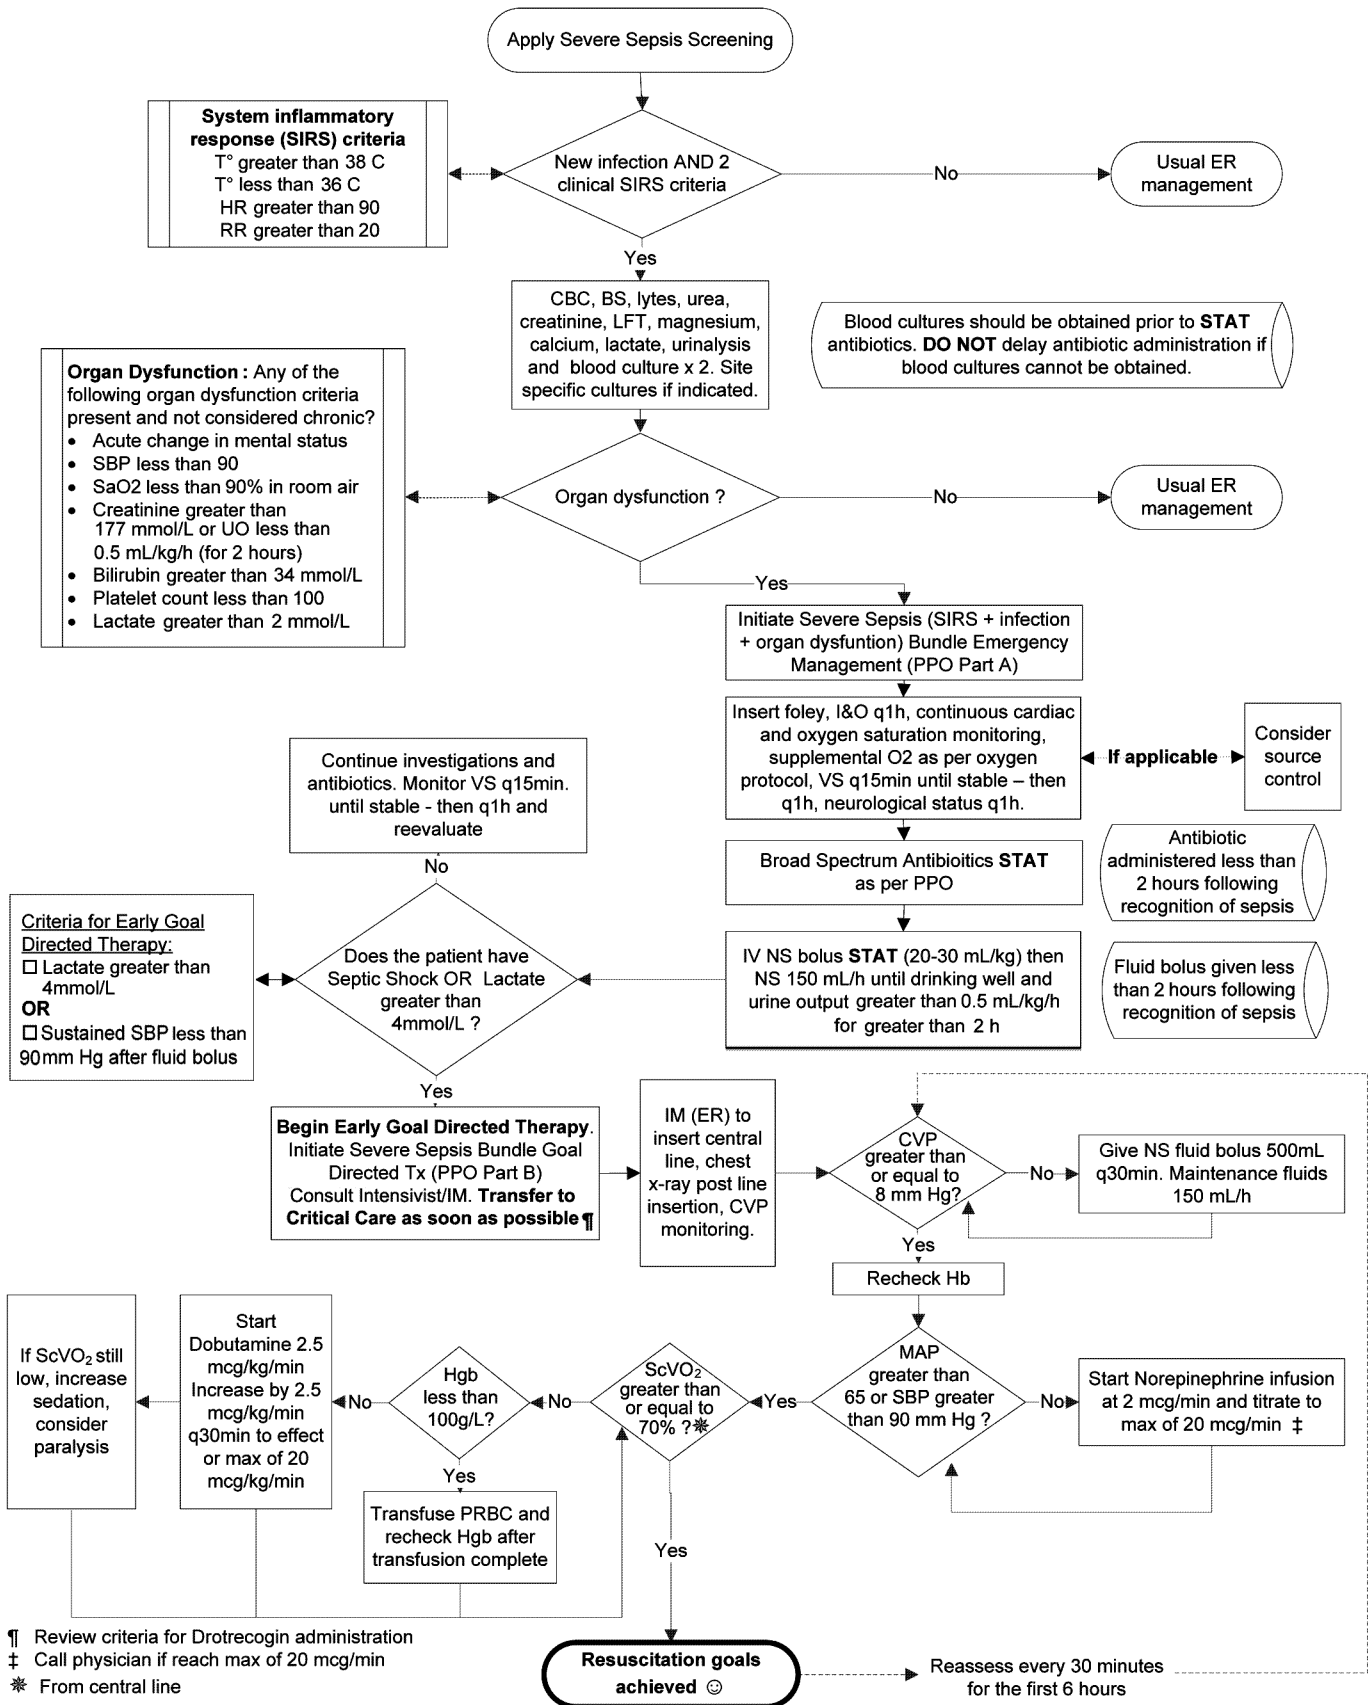 Apply Severe Sepsis Screening
System inflammatory
response (SIRS) criteria
T° greater than 38 C
T° less than 36 C
HR greater than 90
RR greater than 20
New infection AND 2
clinical SIRS criteria
No
Usual ER
management
Yes
CBC, BS, lytes, urea,
creatinine, LFT, magnesium,
calcium, lactate, urinalysis
and blood culture x 2. Site
specific cultures if indicated.
Blood cultures should be obtained prior to STAT
antibiotics. DO NOT delay antibiotic administration if
blood cultures cannot be obtained.
Organ Dysfunction : Any of the
following organ dysfunction criteria
present and not considered chronic?
• Acute change in mental status
• SBP less than 90
• SaO2 less than 90% in room air
• Creatinine greater than
177 mmol/L or UO less than
0.5 mL/kg/h (for 2 hours)
• Bilirubin greater than 34 mmol/L
• Platelet count less than 100
• Lactate greater than 2 mmol/L
Organ dysfunction ?
No
Usual ER
management
Yes
Initiate Severe Sepsis (SIRS + infection
+ organ dysfuntion) Bundle Emergency
Management (PPO Part A)
Insert foley, I&O q1h, continuous cardiac
and oxygen saturation monitoring,
supplemental O2 as per oxygen
protocol, VS q15min until stable – then
q1h, neurological status q1h.
If applicable
Consider
source
control
Continue investigations and
antibiotics. Monitor VS q15min.
until stable - then q1h and
reevaluate
No
Broad Spectrum Antibioitics STAT
as per PPO
Antibiotic
administered less than
2 hours following
recognition of sepsis
Criteria for Early Goal
Directed Therapy:
☐ Lactate greater than
4mmol/L
OR
☐ Sustained SBP less than
90mm Hg after fluid bolus
Does the patient have
Septic Shock OR Lactate
greater than
4mmol/L ?
IV NS bolus STAT (20-30 mL/kg) then
NS 150 mL/h until drinking well and
urine output greater than 0.5 mL/kg/h
for greater than 2 h
Fluid bolus given less
than 2 hours following
recognition of sepsis
Yes
Begin Early Goal Directed Therapy.
Initiate Severe Sepsis Bundle Goal
Directed Tx (PPO Part B)
Consult Intensivist/IM. Transfer to
Critical Care as soon as possible ¶
IM (ER) to
insert central
line, chest
x-ray post line
insertion, CVP
monitoring.
CVP
greater than
or equal to
8 mm Hg?
No
Give NS fluid bolus 500mL
q30min. Maintenance fluids
150 mL/h
Yes
Recheck Hb
MAP
greater than
65 or SBP greater
than 90 mm Hg ?
No
Start Norepinephrine infusion
at 2 mcg/min and titrate to
max of 20 mcg/min ‡
Yes
ScVO₂
greater than
or equal to
70% ?✵
No
Hgb
less than
100g/L?
No
Start
Dobutamine 2.5
mcg/kg/min
Increase by 2.5
mcg/kg/min
q30min to effect
or max of 20
mcg/kg/min
If ScVO₂ still
low, increase
sedation,
consider
paralysis
Yes
Transfuse PRBC and
recheck Hgb after
transfusion complete
Yes
¶ Review criteria for Drotrecogin administration
‡ Call physician if reach max of 20 mcg/min
✵ From central line
Resuscitation goals
achieved ☺
Reassess every 30 minutes
for the first 6 hours